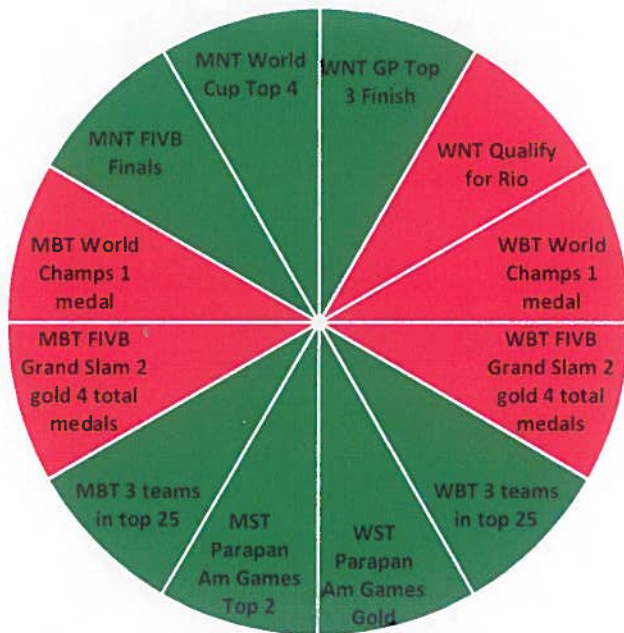 MNT World
Cup Top 4
WNT GP Top
3 Finish
WNT Qualify
for Rio
WBT World
Champs 1
medal
WBT FIVB
Grand Slam 2
gold 4 total
medals
WBT 3 teams
in top 25
WST
Parapan
Am Games
Gold
MST
Parapan
Am Games
Top 2
MBT 3 teams
in top 25
MBT FIVB
Grand Slam 2
gold 4 total
medals
MBT World
Champs 1
medal
MNT FIVB
Finals